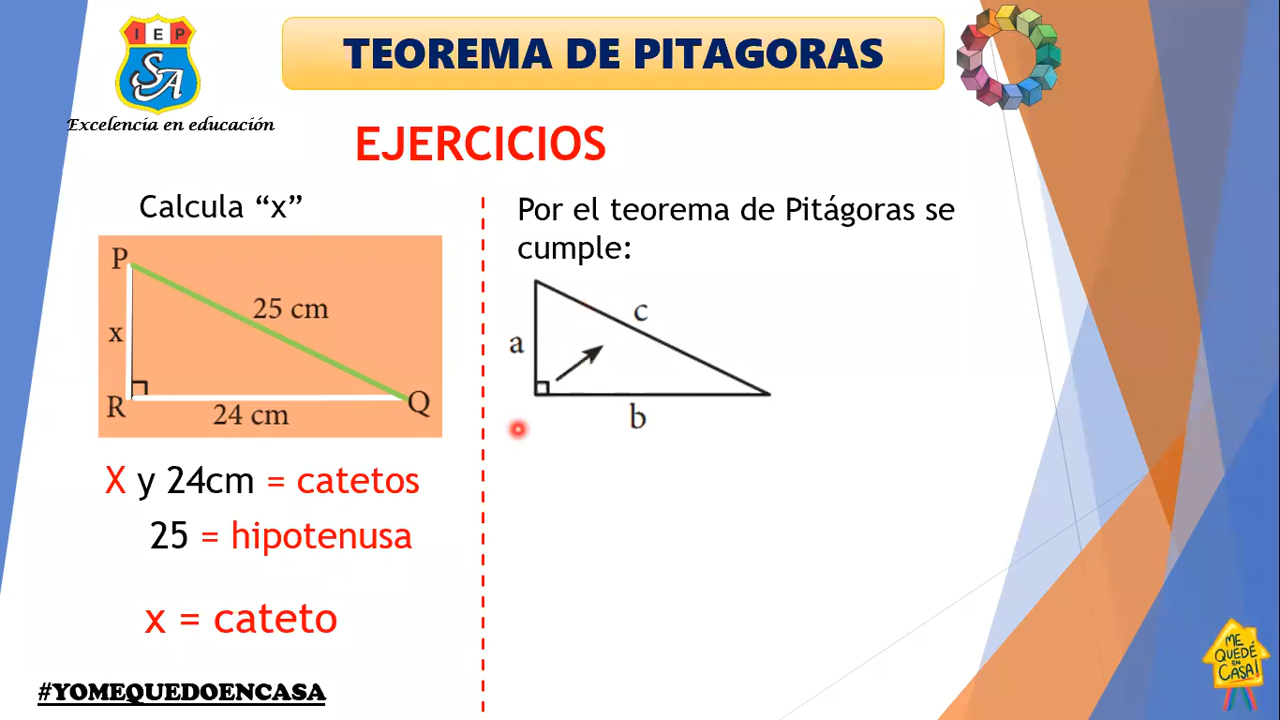 IEP
SA
Excelencia en educación
TEOREMA DE PITAGORAS
EJERCICIOS
Calcula “x”
P
25 cm
x
R
24 cm
Q
X y 24cm = catetos
25 = hipotenusa
x = cateto
#YOMEQUEDOENCASA
Por el teorema de Pitágoras se
cumple:
c
a
b
ME
QUEDÉ
EN
CASA!